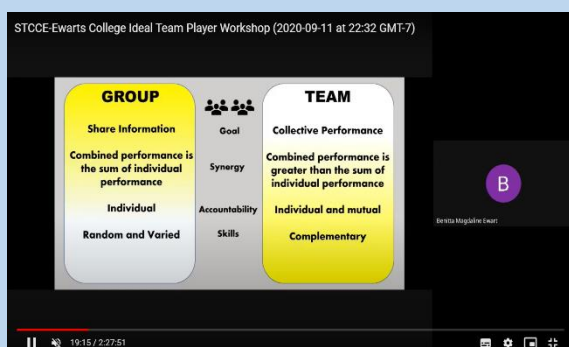 STCCE-Ewarts College Ideal Team Player Workshop (2020-09-11 at 22:32 GMT-7)
GROUP
TEAM
Share Information
Goal
Collective Performance
Combined performance is
the sum of individual
performance
Synergy
Combined performance is
greater than the sum of
individual performance
Individual
Accountability
Individual and mutual
Random and Varied
Skills
Complementary
B
Benitta Magdaline Ewart
19:15 / 2:27:51